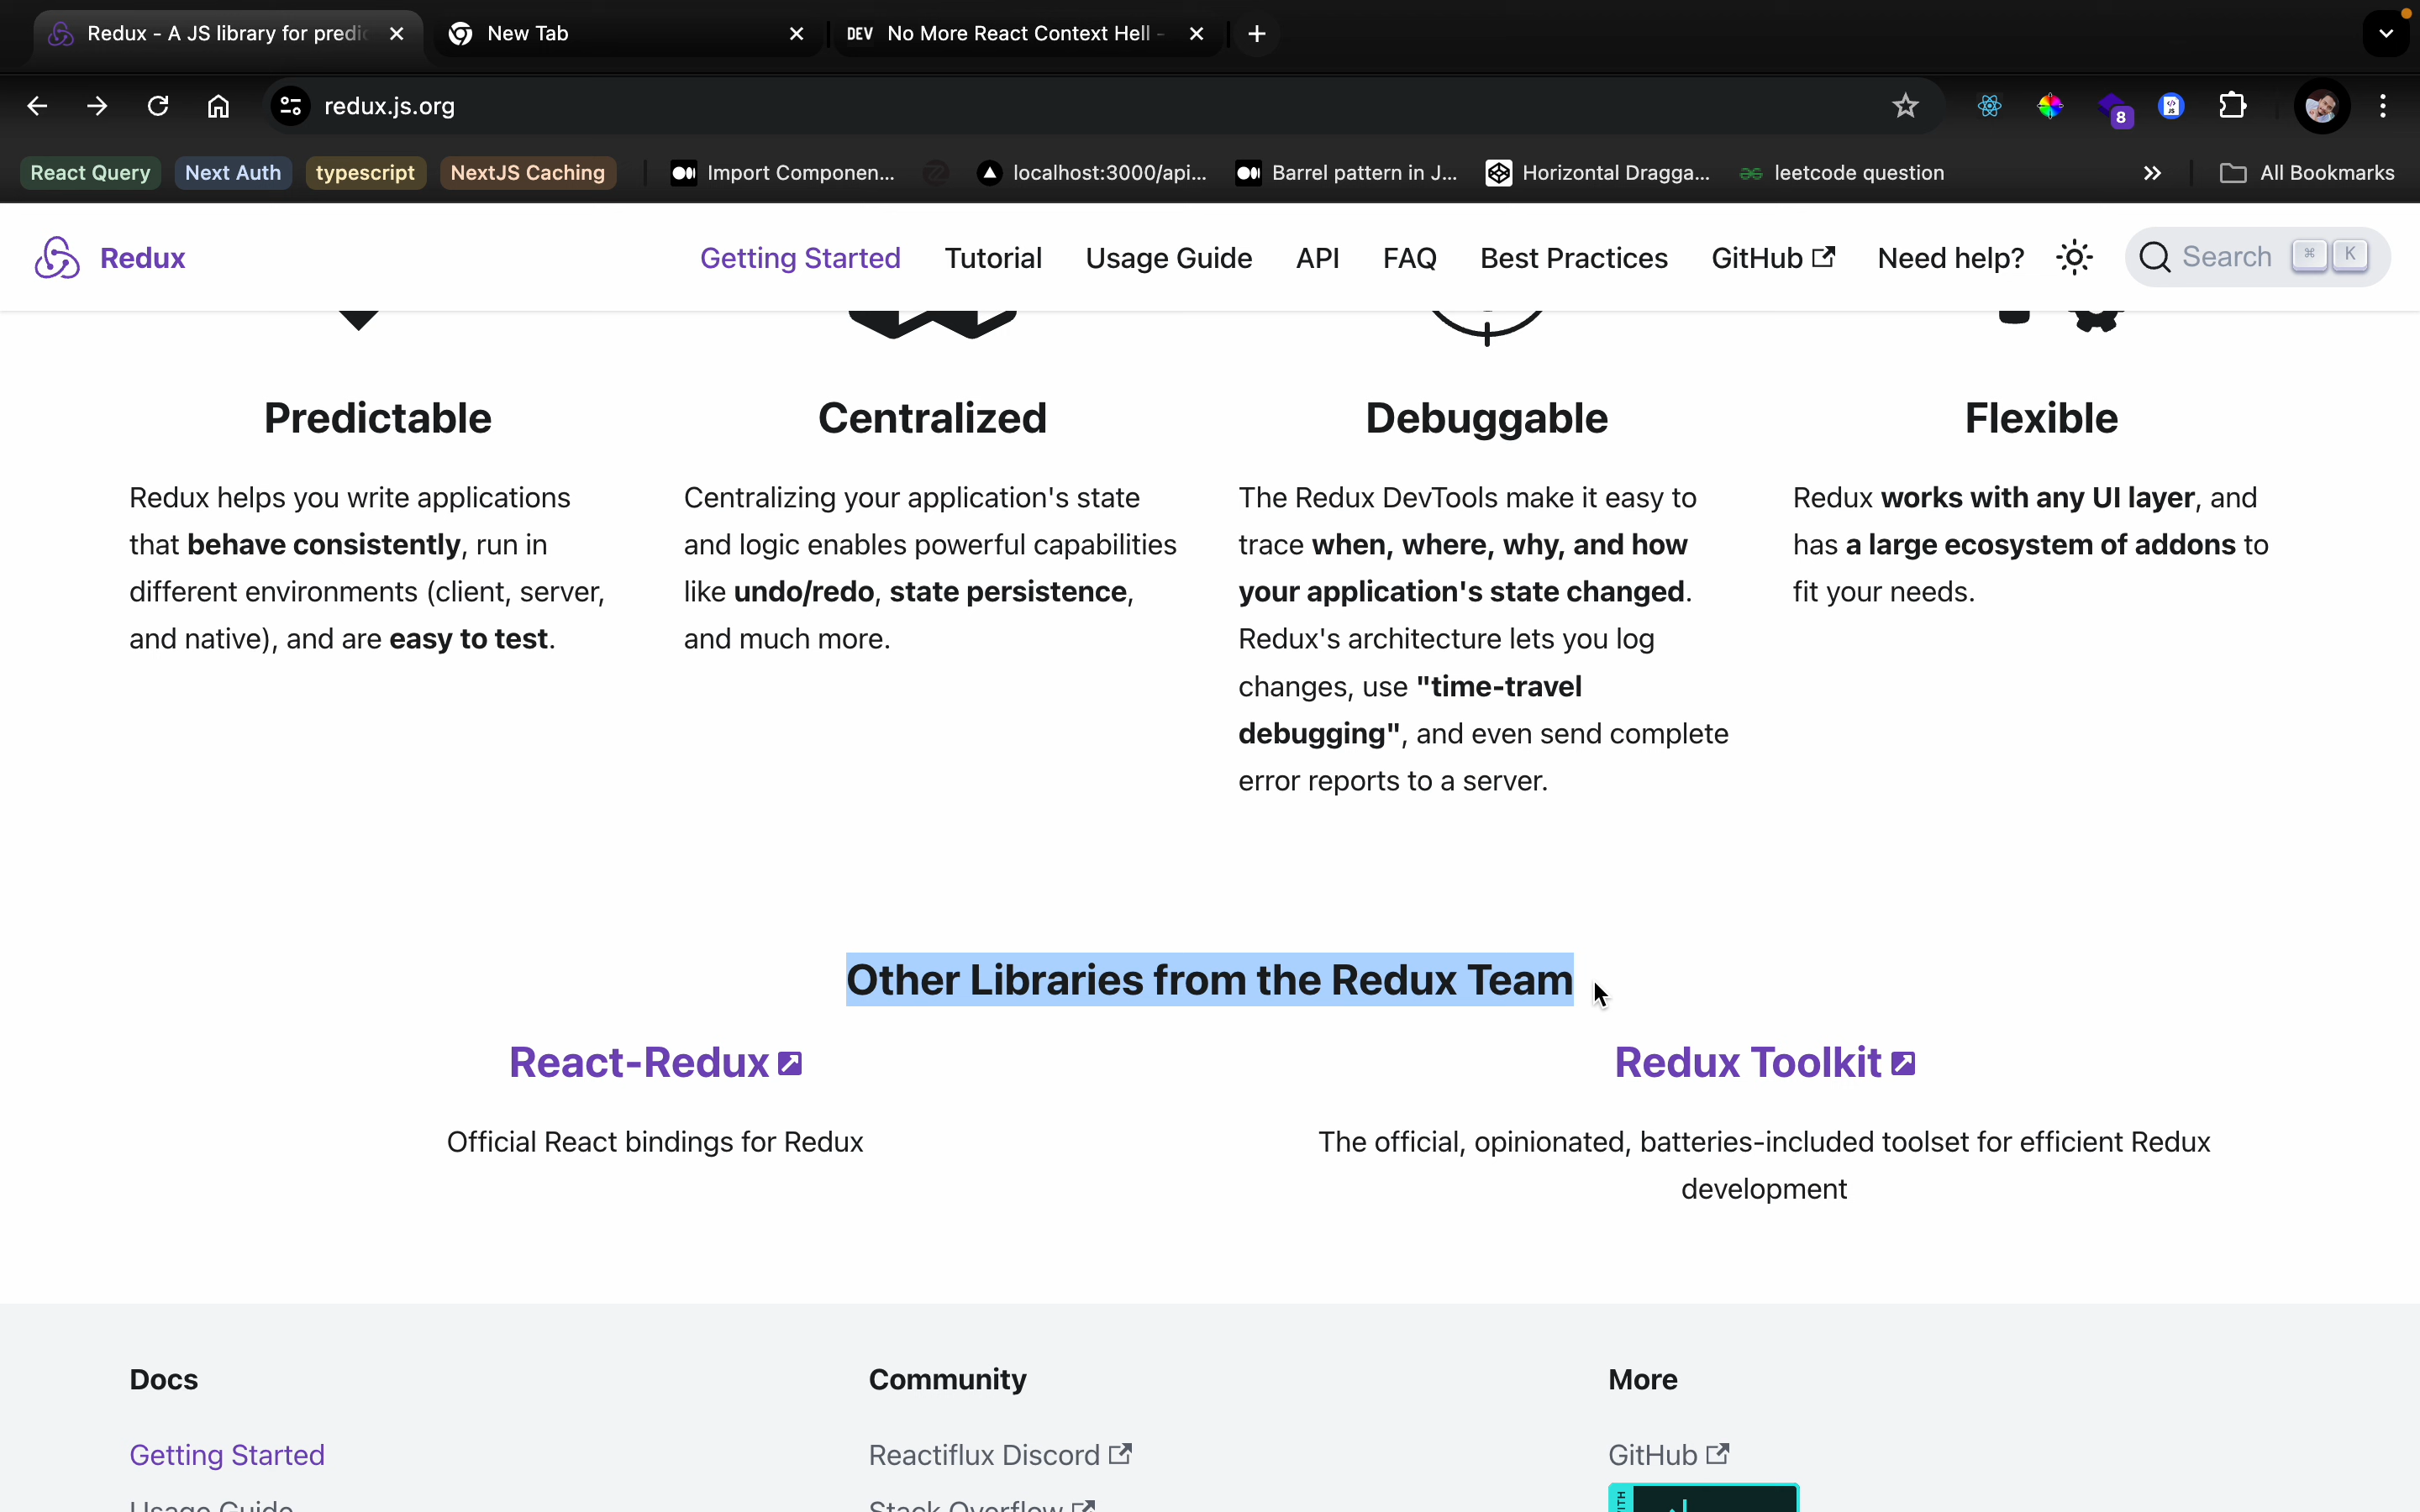 Redux - A JS library for predic
New Tab
DEV No More React Context Hell -
redux.js.org
8
React Query Next Auth typescript NextJS Caching Import Componen... localhost:3000/api... Barrel pattern in J... Horizontal Dragga... leetcode question All Bookmarks
Redux Getting Started Tutorial Usage Guide API FAQ Best Practices GitHub Need help? Search ⌘ K
Predictable
Redux helps you write applications
that behave consistently, run in
different environments (client, server,
and native), and are easy to test.
Centralized
Centralizing your application's state
and logic enables powerful capabilities
like undo/redo, state persistence,
and much more.
Debuggable
The Redux DevTools make it easy to
trace when, where, why, and how
your application's state changed.
Redux's architecture lets you log
changes, use "time-travel
debugging", and even send complete
error reports to a server.
Flexible
Redux works with any UI layer, and
has a large ecosystem of addons to
fit your needs.
Other Libraries from the Redux Team
React-Redux
Official React bindings for Redux
Redux Toolkit
The official, opinionated, batteries-included toolset for efficient Redux
development
Docs
Getting Started
Usage Guide
Community
Reactiflux Discord
Stack Overflow
More
GitHub